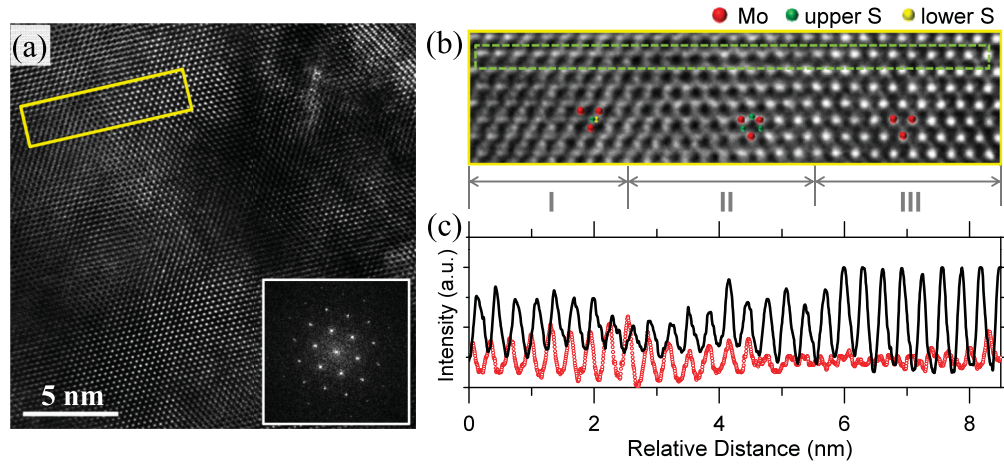 Mo upper S lower S
(a)
(b)
5 nm
I II III
(c)
Intensity (a.u.)
0 2 4 6 8
Relative Distance (nm)